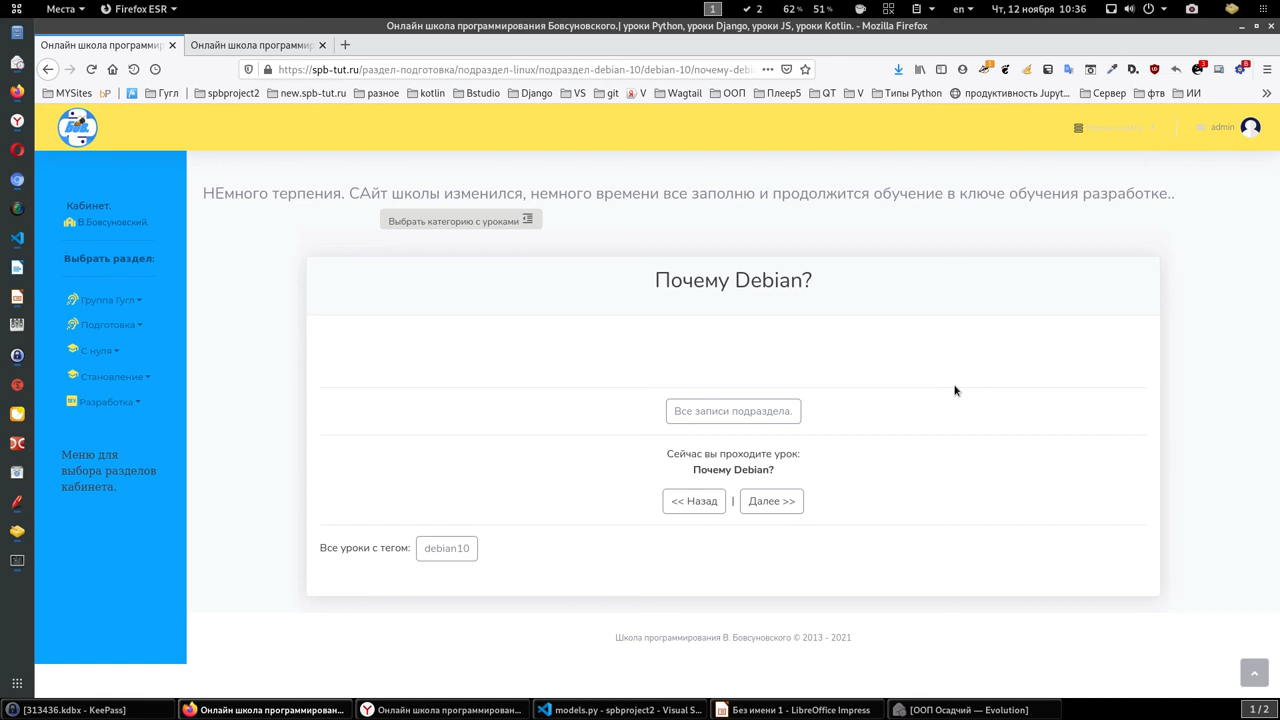 Места Firefox ESR 1 2 62 % 51 % en Чт, 12 ноября 10:36
Онлайн школа программирования Бовсуновского.| уроки Python, уроки Django, уроки JS, уроки Kotlin. - Mozilla Firefox
Онлайн школа программир Онлайн школа программир
https://spb-tut.ru/раздел-подготовка/подраздел-linux/подраздел-debian-10/debian-10/почему-deb
MYSites Гугл spbproject2 new.spb-tut.ru разное kotlin Bstudio Django VS git V Wagtail ООП Плеер5 QT V Типы Python продуктивность Jupyt... Сервер фтв ИИ
admin
НЕмного терпения. САйт школы изменился, немного времени все заполню и продолжится обучение в ключе обучения разработке..
Выбрать категорию с уроками
Кабинет.
В.Бовсуновский.
Выбрать раздел:
Группа Гугл
Подготовка
С нуля
Становление
Разработка
Меню для
выбора разделов
кабинета.
Почему Debian?
Все записи подраздела.
Сейчас вы проходите урок:
Почему Debian?
<< Назад | Далее >>
Все уроки с тегом: debian10
Школа программирования В. Бовсуновского © 2013 - 2021
[313436.kdbx - KeePass] Онлайн школа программирован... Онлайн школа программирован... models.py - spbproject2 - Visual S... Без имени 1 - LibreOffice Impress [ООП Осадчий — Evolution] 1 / 2